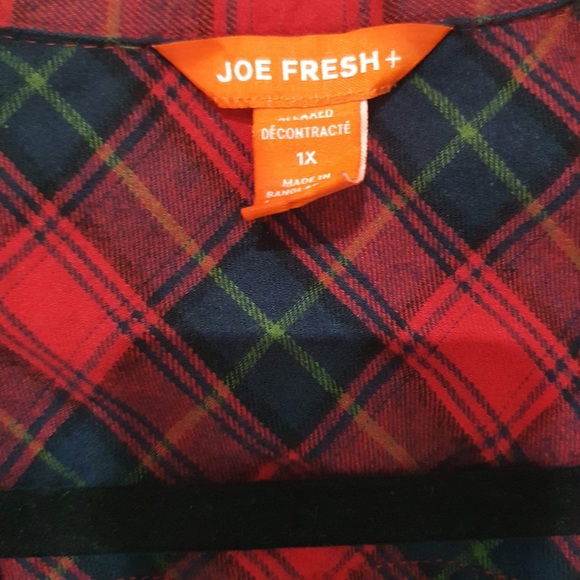 JOE FRESH+
DÉCONTRACTÉ
1X
MADE IN